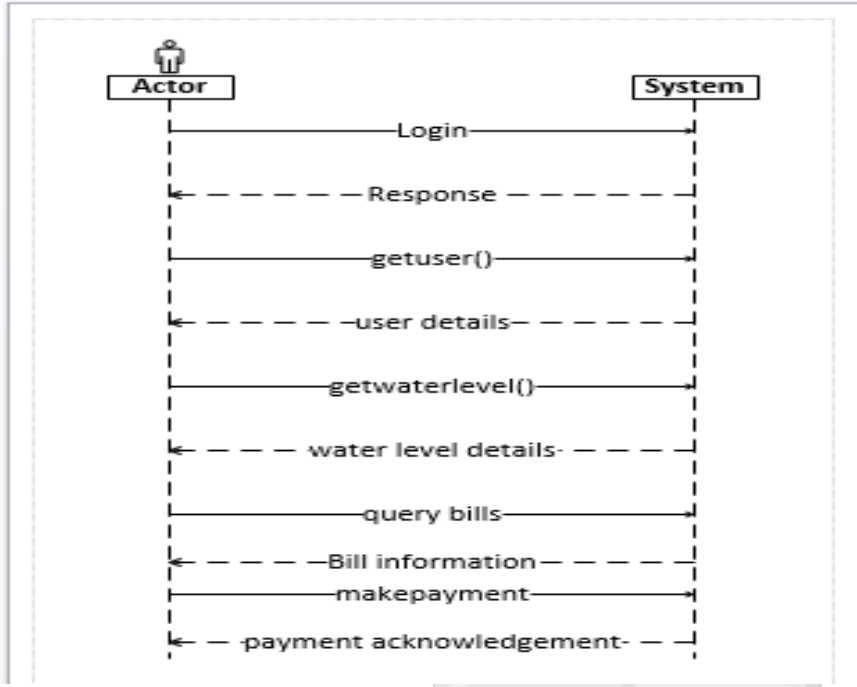 Actor System
Login
Response
getuser()
user details
getwaterlevel()
water level details
query bills
Bill information
makepayment
payment acknowledgement